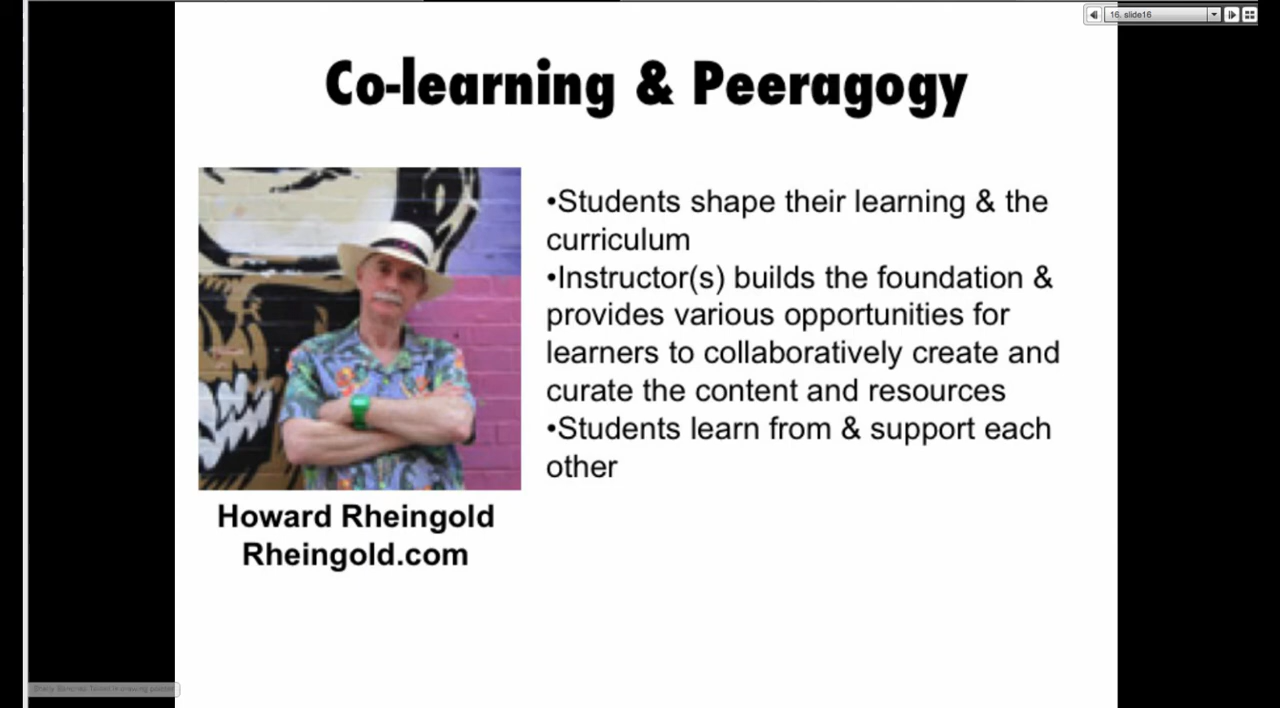 16. slide16
Co-learning & Peeragogy
•Students shape their learning & the
curriculum
•Instructor(s) builds the foundation &
provides various opportunities for
learners to collaboratively create and
curate the content and resources
•Students learn from & support each
other
Howard Rheingold
Rheingold.com